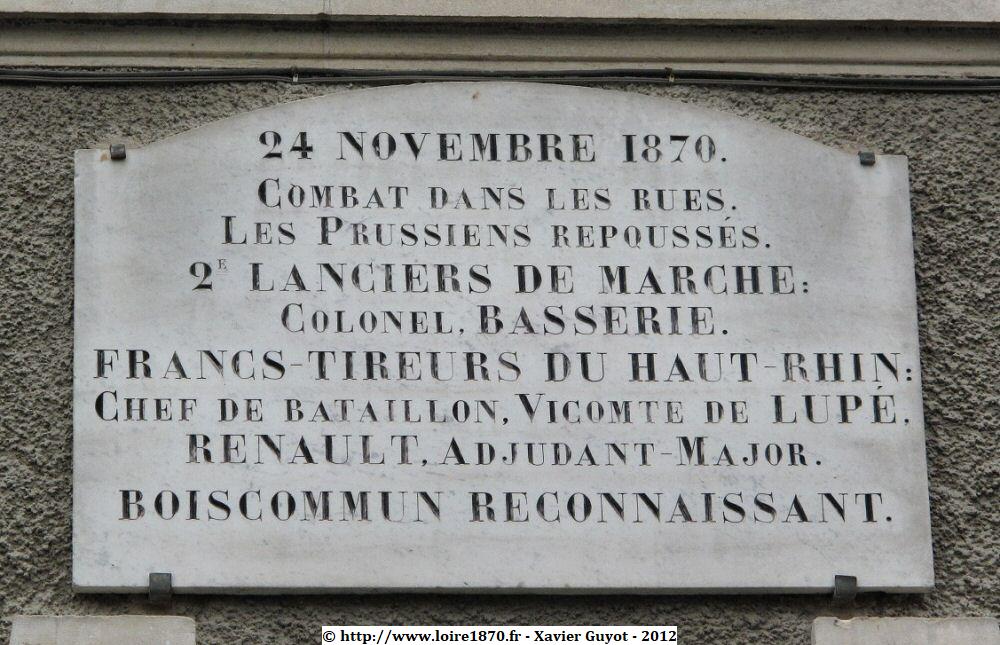 24 NOVEMBRE 1870.
COMBAT DANS LES RUES.
LES PRUSSIENS REPOUSSÉS.
2E LANCIERS DE MARCHE:
COLONEL, BASSERIE.
FRANCS-TIREURS DU HAUT-RHIN:
CHEF DE BATAILLON, VICOMTE DE LUPÉ,
RENAULT, ADJUDANT-MAJOR.
BOISCOMMUN RECONNAISSANT.
© http://www.loire1870.fr - Xavier Guyot - 2012